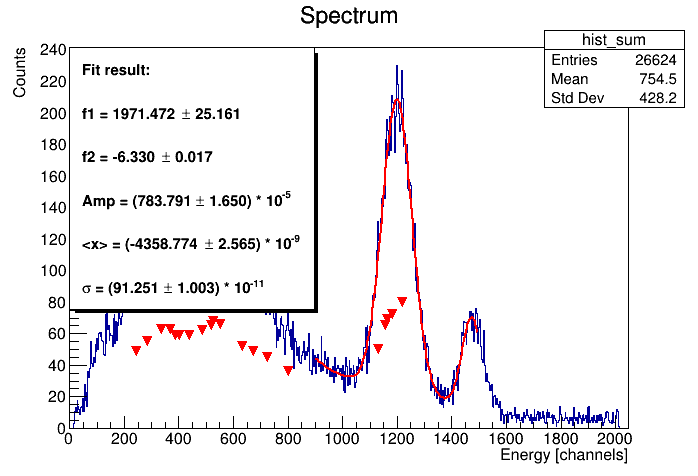 Spectrum
hist_sum
Entries 26624
Mean 754.5
Std Dev 428.2
Counts
240
220
200
180
160
140
120
100
80
60
40
20
0
Fit result:
f1 = 1971.472 ± 25.161
f2 = -6.330 ± 0.017
Amp = (783.791 ± 1.650) * 10^-5
<x> = (-4358.774 ± 2.565) * 10^-9
σ = (91.251 ± 1.003) * 10^-11
0 200 400 600 800 1000 1200 1400 1600 1800 2000
Energy [channels]